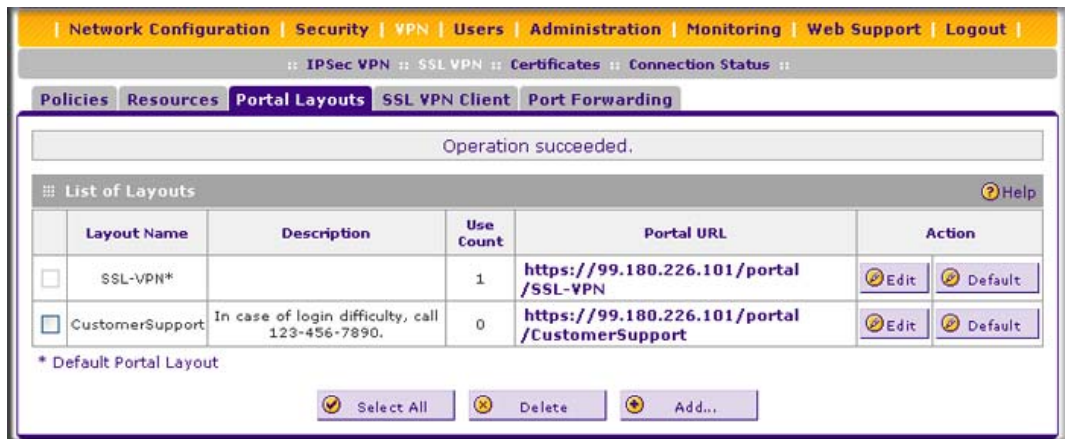 | Network Configuration | Security | VPN | Users | Administration | Monitoring | Web Support | Logout |
:: IPSec VPN :: SSL VPN :: Certificates :: Connection Status ::
Policies Resources Portal Layouts SSL VPN Client Port Forwarding
Operation succeeded.
List of Layouts ? Help
Layout Name Description Use Count Portal URL Action
SSL-VPN* 1 https://99.180.226.101/portal/SSL-VPN Edit Default
CustomerSupport In case of login difficulty, call 123-456-7890. 0 https://99.180.226.101/portal/CustomerSupport Edit Default
* Default Portal Layout
Select All Delete Add...